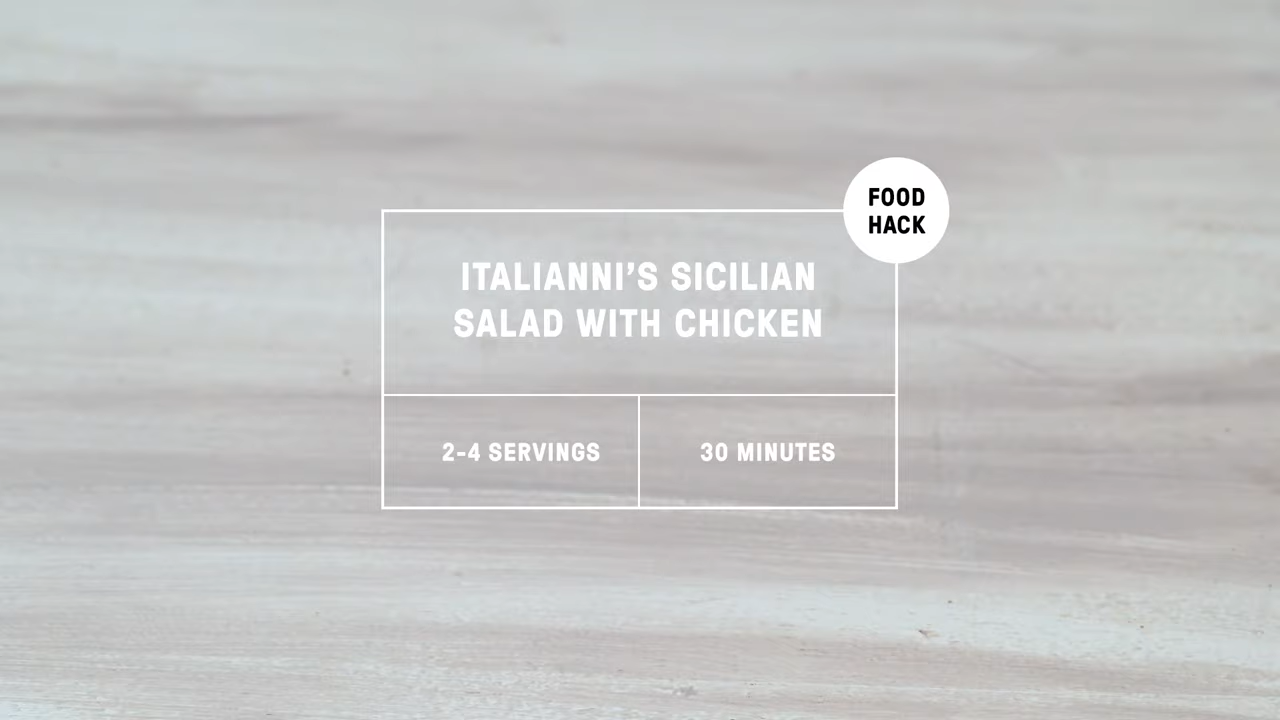 FOOD
HACK
ITALIANNI’S SICILIAN
SALAD WITH CHICKEN
2-4 SERVINGS
30 MINUTES